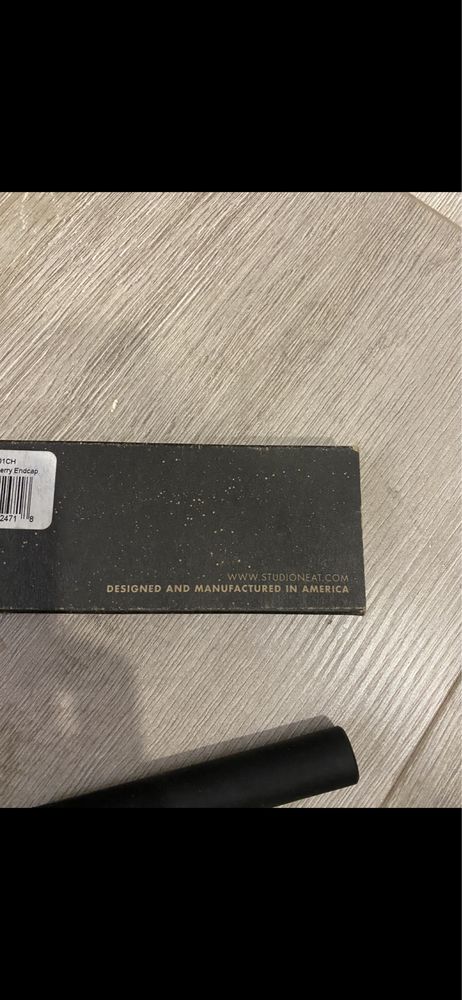 01CH
erry Endcap
2471 8
WWW.STUDIONEAT.COM
DESIGNED AND MANUFACTURED IN AMERICA